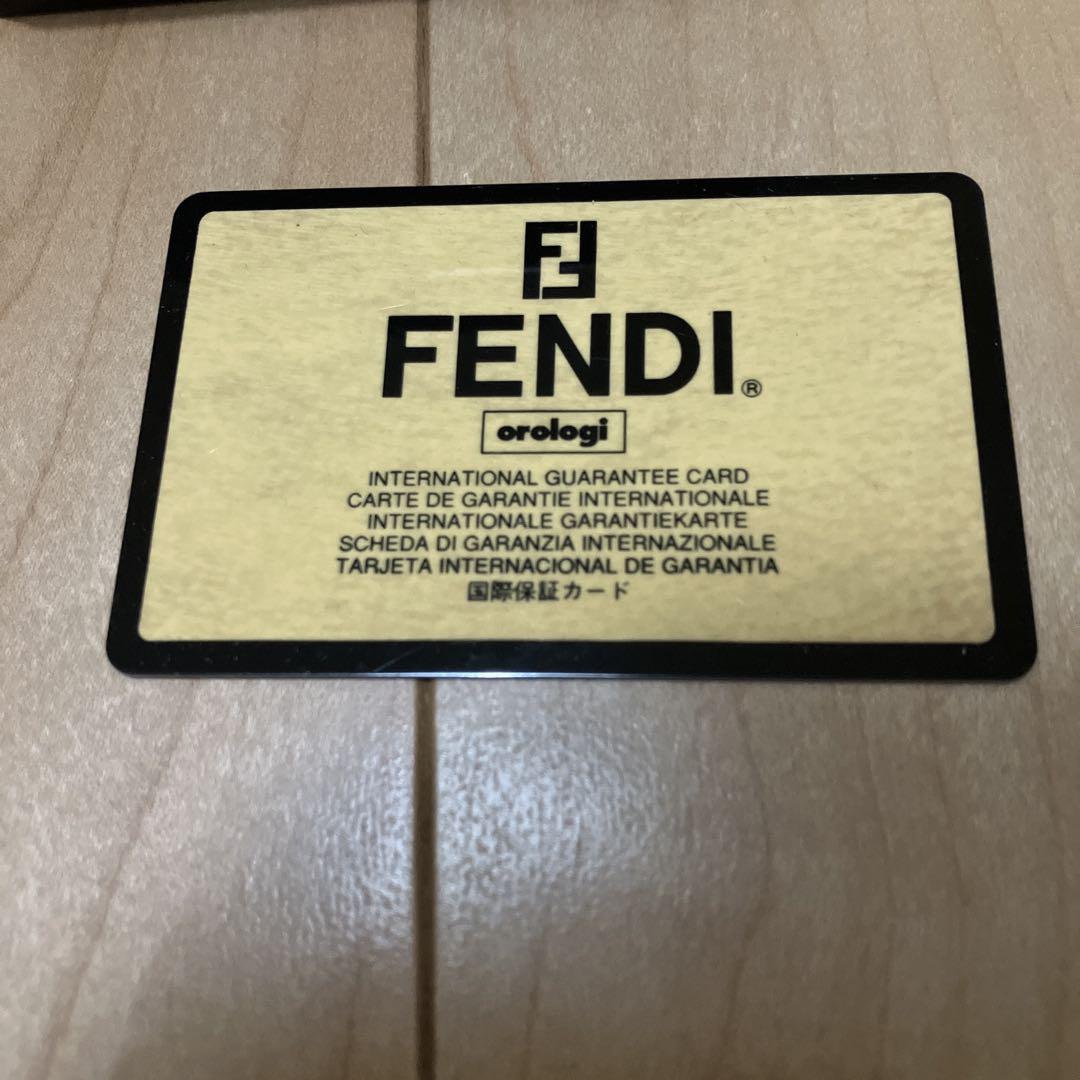 FF
FENDI®
orologi
INTERNATIONAL GUARANTEE CARD
CARTE DE GARANTIE INTERNATIONALE
INTERNATIONALE GARANTIEKARTE
SCHEDA DI GARANZIA INTERNAZIONALE
TARJETA INTERNACIONAL DE GARANTIA
国際保証カード